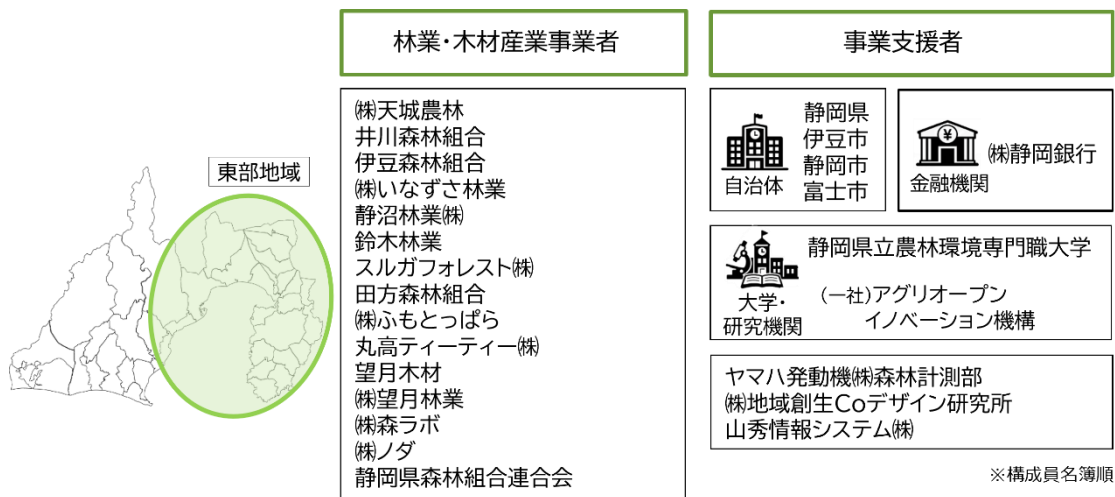 東部地域
林業・木材産業事業者
㈱天城農林
井川森林組合
伊豆森林組合
㈱いなずさ林業
静沼林業㈱
鈴木林業
スルガフォレスト㈱
田方森林組合
㈱ふもとっぱら
丸高ティーティー㈱
望月木材
㈱望月林業
㈱森ラボ
㈱ノダ
静岡県森林組合連合会
事業支援者
自治体
静岡県
伊豆市
静岡市
富士市
¥
金融機関
㈱静岡銀行
大学・
研究機関
静岡県立農林環境専門職大学
(一社)アグリオープン
イノベーション機構
ヤマハ発動機㈱森林計測部
㈱地域創生Coデザイン研究所
山秀情報システム㈱
※構成員名簿順